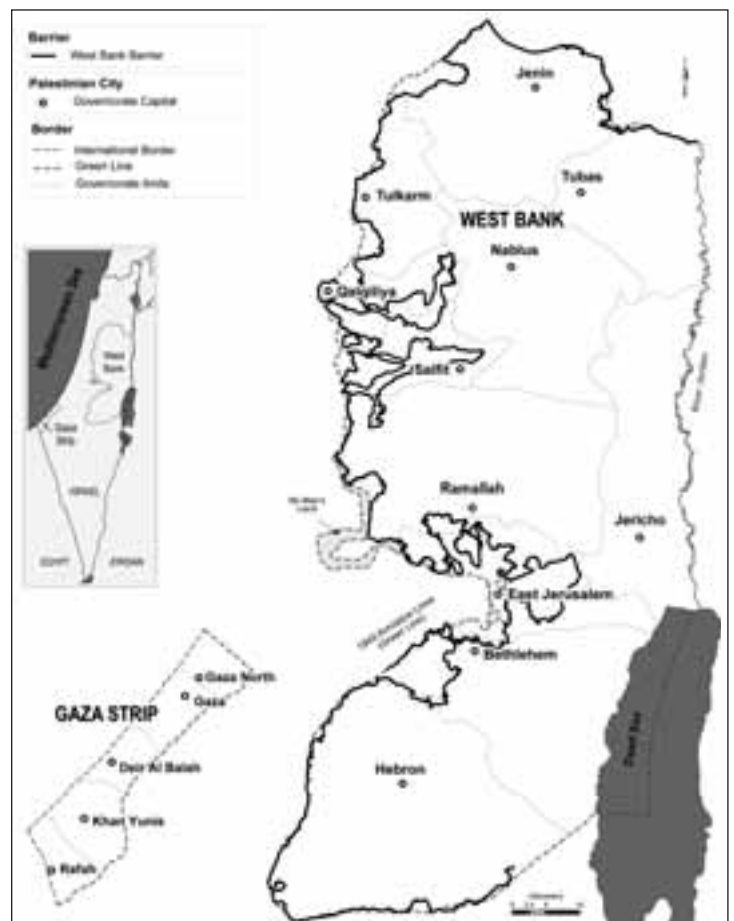 Barrier
West Bank Barrier
Palestinian City
Governorate Capital
Border
International Border
Green Line
Governorate limits
Jenin
Tubas
Tulkarm
WEST BANK
Nablus
Qalqiliya
Salfit
Ramallah
Jericho
East Jerusalem
Bethlehem
Hebron
Dead Sea
Mediterranean Sea
West
Bank
Gaza
Strip
ISRAEL
EGYPT
JORDAN
GAZA STRIP
Gaza North
Gaza
Deir Al Balah
Khan Yunis
Rafah